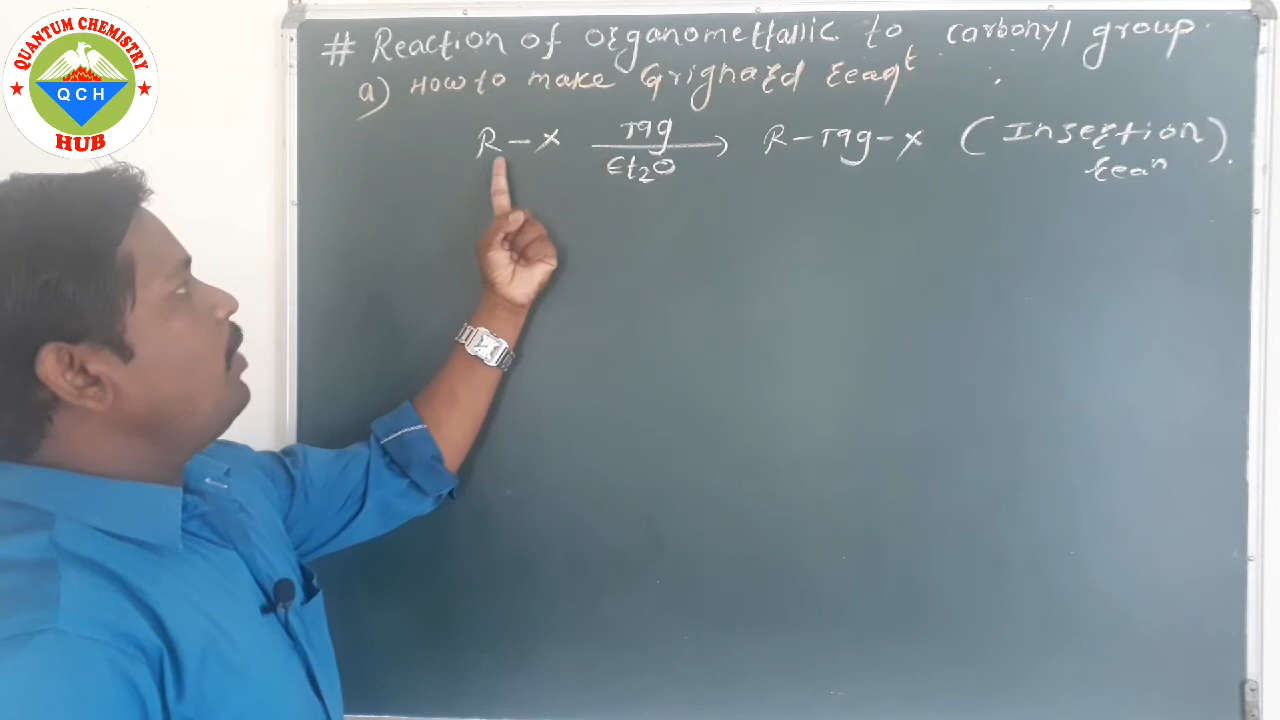 QUANTUM CHEMISTRY
QCH
HUB
# Reaction of organometallic to carbonyl group.
a) How to make Grignard reagt
R-X Mg Et2O → R-Mg-X (Insertion rean).